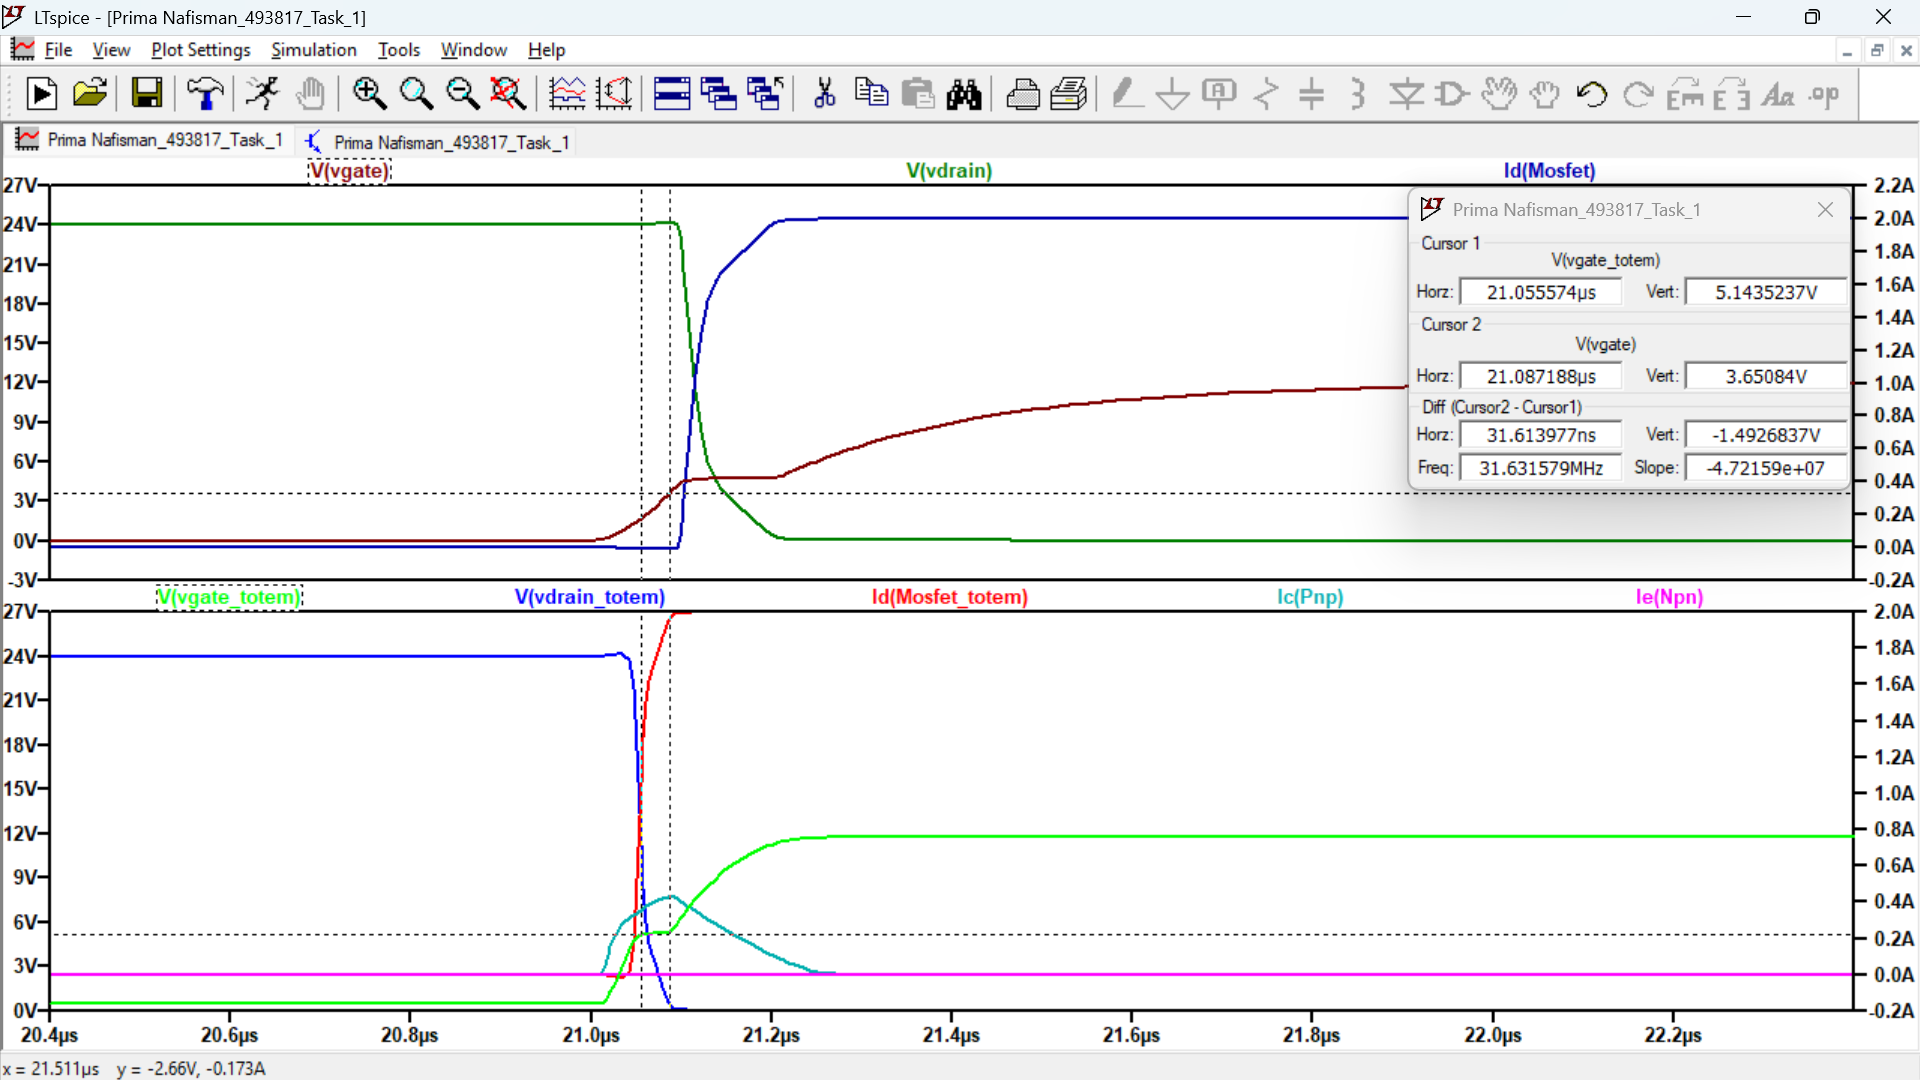 LTspice - [Prima Nafisman_493817_Task_1]
File View Plot Settings Simulation Tools Window Help
Prima Nafisman_493817_Task_1 Prima Nafisman_493817_Task_1
V(vgate) V(vdrain) Id(Mosfet)
27V 2.2A
24V 2.0A
21V 1.8A
18V 1.6A
15V 1.4A
1.2A
12V 1.0A
9V 0.8A
6V 0.6A
3V 0.4A
0.2A
0V 0.0A
-3V -0.2A
Prima Nafisman_493817_Task_1
Cursor 1
V(vgate_totem)
Horz: 21.055574µs Vert: 5.1435237V
Cursor 2
V(vgate)
Horz: 21.087188µs Vert: 3.65084V
Diff (Cursor2 - Cursor1)
Horz: 31.613977ns Vert: -1.4926837V
Freq: 31.631579MHz Slope: -4.72159e+07
V(vgate_totem) V(vdrain_totem) Id(Mosfet_totem) Ic(Pnp) Ie(Npn)
27V 2.0A
24V 1.8A
21V 1.6A
18V 1.4A
1.2A
15V 1.0A
12V 0.8A
9V 0.6A
6V 0.4A
3V 0.2A
0.0A
0V -0.2A
20.4µs 20.6µs 20.8µs 21.0µs 21.2µs 21.4µs 21.6µs 21.8µs 22.0µs 22.2µs
x = 21.511µs y = -2.66V, -0.173A